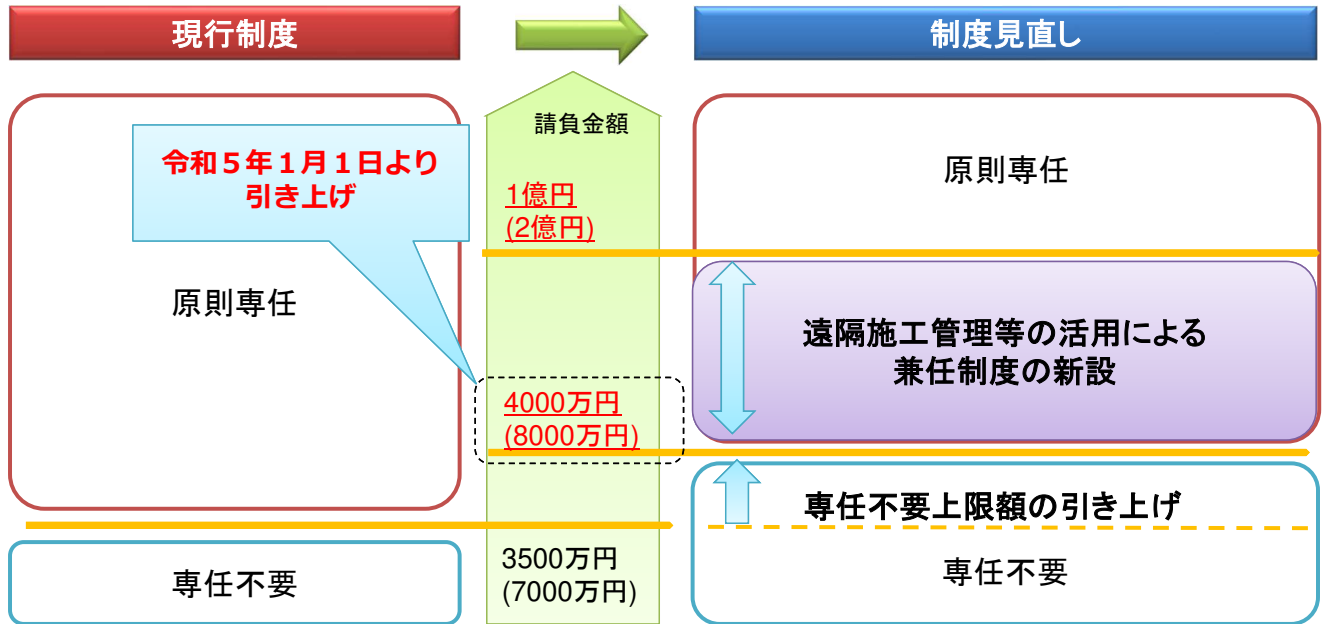 現行制度
制度見直し
請負金額
令和5年1月1日より
引き上げ
1億円
(2億円)
原則専任
原則専任
遠隔施工管理等の活用による
兼任制度の新設
4000万円
(8000万円)
専任不要上限額の引き上げ
3500万円
(7000万円)
専任不要
専任不要